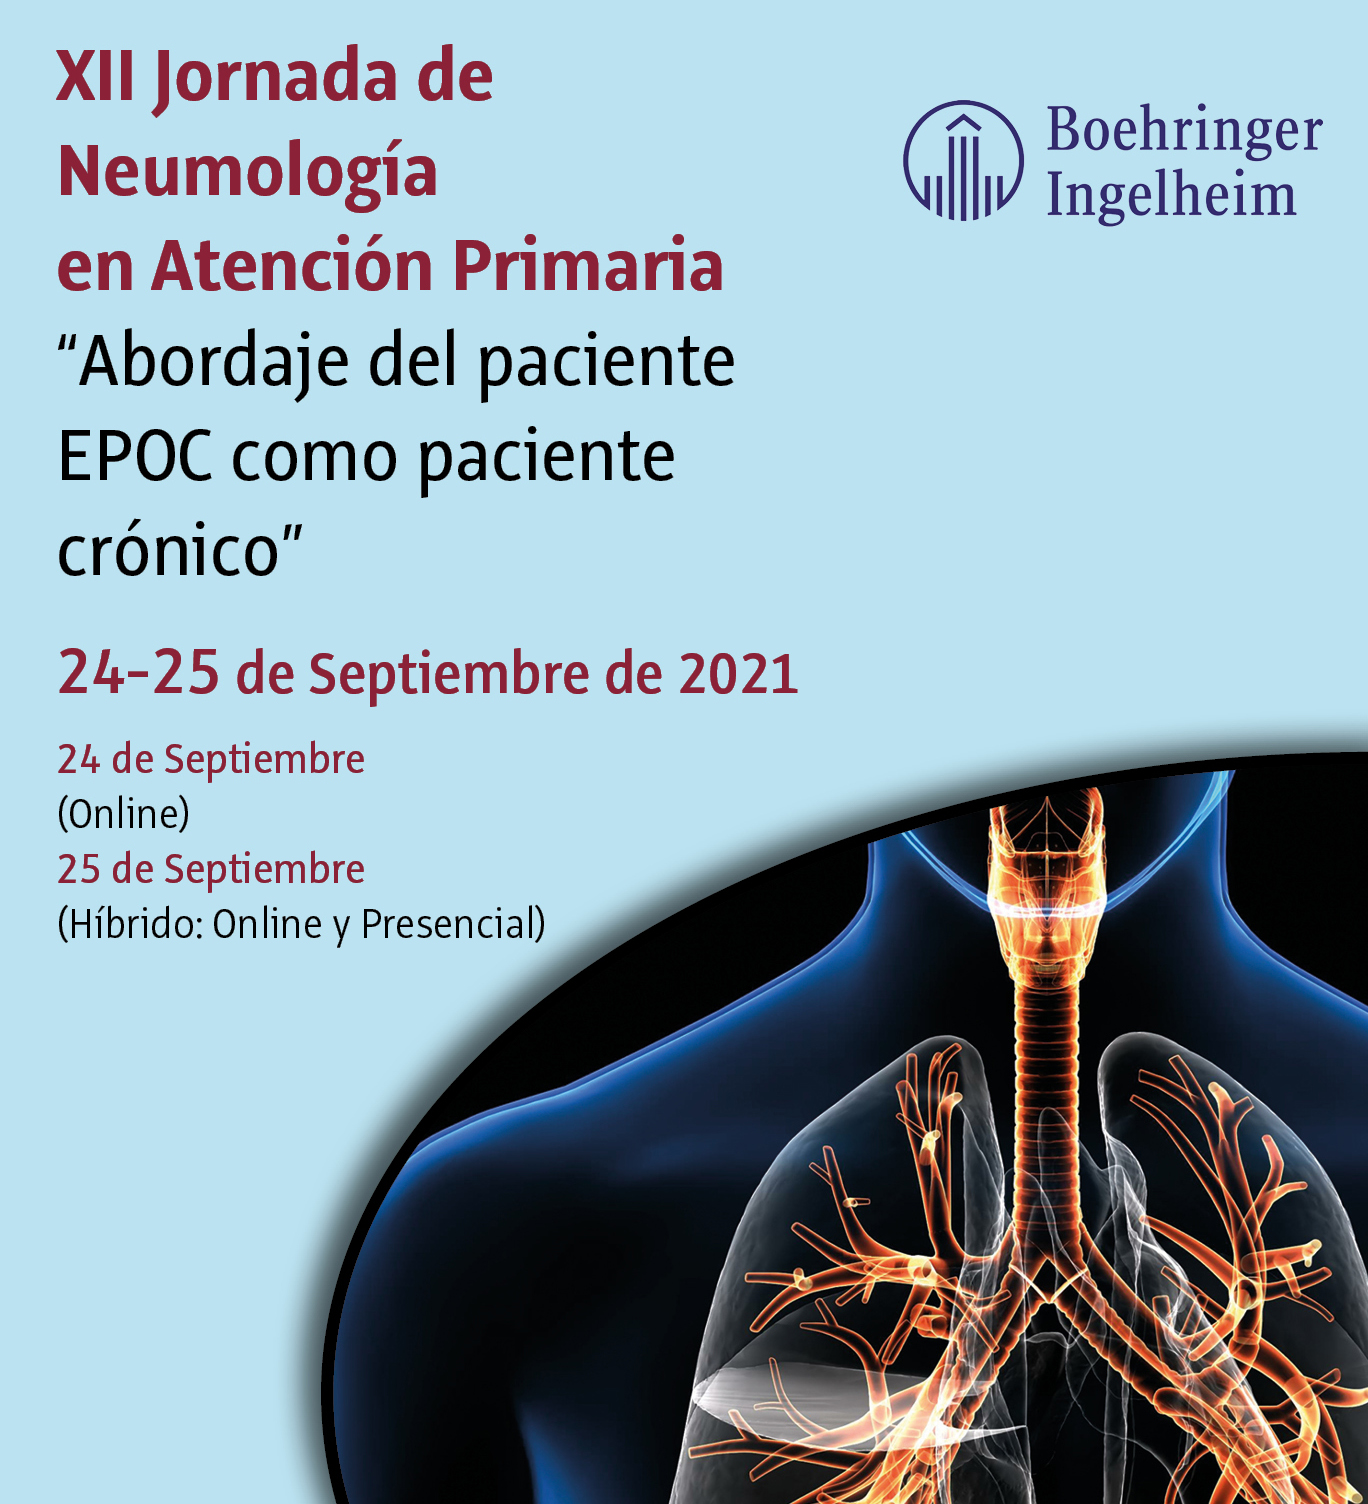 XII Jornada de
Neumología
en Atención Primaria
“Abordaje del paciente
EPOC como paciente
crónico”
24-25 de Septiembre de 2021
24 de Septiembre
(Online)
25 de Septiembre
(Híbrido: Online y Presencial)
Boehringer
Ingelheim